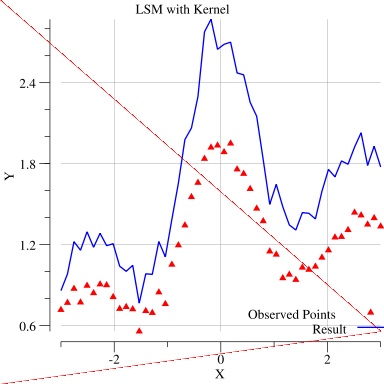 LSM with Kernel
2.4
1.8
1.2
0.6
Y
Observed Points
Result
-2
0
2
X